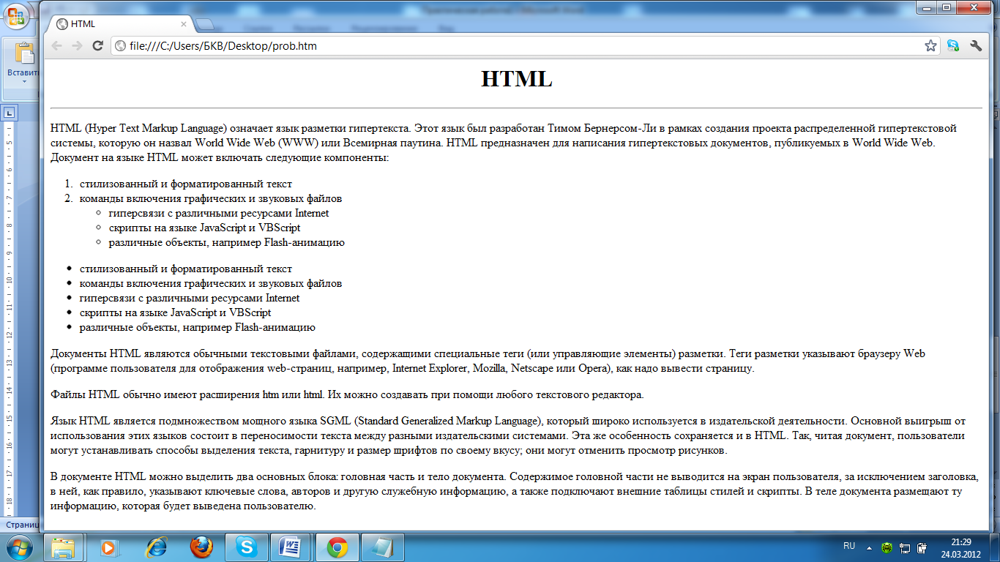 HTML
file:///C:/Users/БКВ/Desktop/prob.htm
Вставить
HTML
HTML (Hyper Text Markup Language) означает язык разметки гипертекста. Этот язык был разработан Тимом Бернерсом-Ли в рамках создания проекта распределенной гипертекстовой
системы, которую он назвал World Wide Web (WWW) или Всемирная паутина. HTML предназначен для написания гипертекстовых документов, публикуемых в World Wide Web.
Документ на языке HTML может включать следующие компоненты:
1. стилизованный и форматированный текст
2. команды включения графических и звуковых файлов
гиперсвязи с различными ресурсами Internet
скрипты на языке JavaScript и VBScript
различные объекты, например Flash-анимацию
стилизованный и форматированный текст
команды включения графических и звуковых файлов
гиперсвязи с различными ресурсами Internet
скрипты на языке JavaScript и VBScript
различные объекты, например Flash-анимацию
Документы HTML являются обычными текстовыми файлами, содержащими специальные теги (или управляющие элементы) разметки. Теги разметки указывают браузеру Web
(программе пользователя для отображения web-страниц, например, Internet Explorer, Mozilla, Netscape или Opera), как надо вывести страницу.
Файлы HTML обычно имеют расширения htm или html. Их можно создавать при помощи любого текстового редактора.
Язык HTML является подмножеством мощного языка SGML (Standard Generalized Markup Language), который широко используется в издательской деятельности. Основной выигрыш от
использования этих языков состоит в переносимости текста между разными издательскими системами. Эта же особенность сохраняется и в HTML. Так, читая документ, пользователи
могут устанавливать способы выделения текста, гарнитуру и размер шрифтов по своему вкусу; они могут отменить просмотр рисунков.
В документе HTML можно выделить два основных блока: головная часть и тело документа. Содержимое головной части не выводится на экран пользователя, за исключением заголовка,
в ней, как правило, указывают ключевые слова, авторов и другую служебную информацию, а также подключают внешние таблицы стилей и скрипты. В теле документа размещают ту
информацию, которая будет выведена пользователю.
Страниц
RU
21:29
24.03.2012